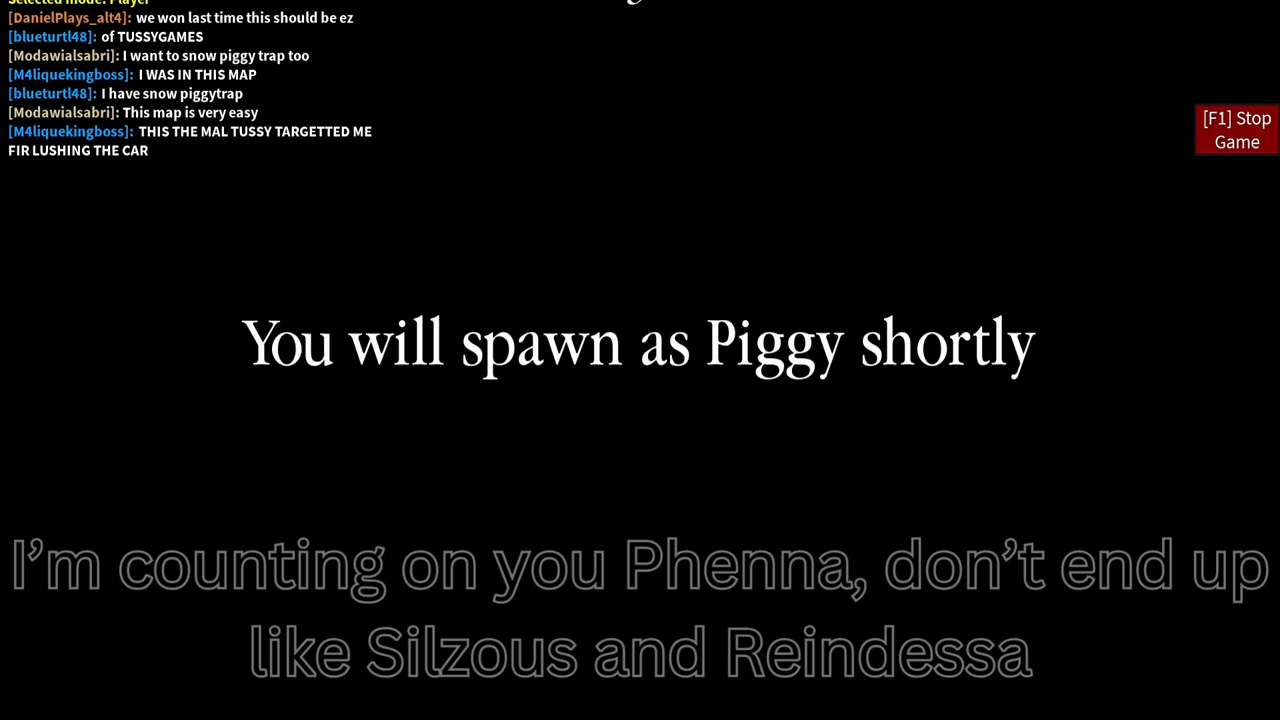 Selected mode: Player
[DanielPlays_alt4]: we won last time this should be ez
[blueturtl48]: of TUSSYGAMES
[Modawialsabri]: I want to snow piggy trap too
[M4liquekingboss]: I WAS IN THIS MAP
[blueturtl48]: I have snow piggytrap
[Modawialsabri]: This map is very easy
[M4liquekingboss]: THIS THE MAL TUSSY TARGETTED ME
FIR LUSHING THE CAR
[F1] Stop
Game
You will spawn as Piggy shortly
I’m counting on you Phenna, don’t end up
like Silzous and Reindessa